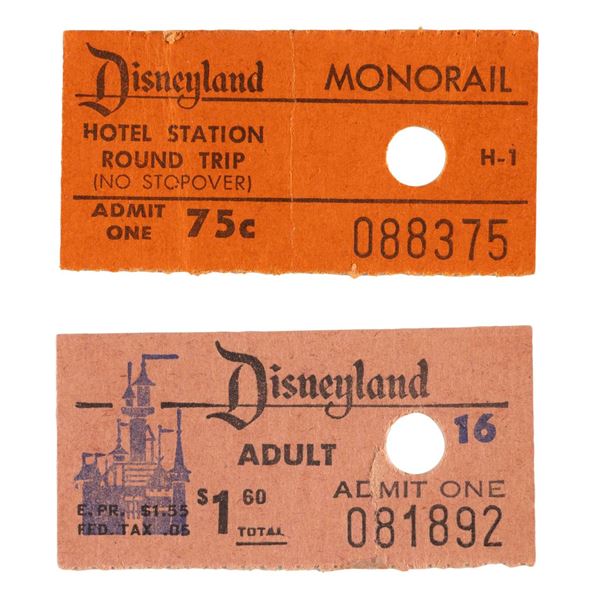 Disneyland MONORAIL
HOTEL STATION
ROUND TRIP H-1
(NO STOPOVER)
ADMIT
ONE 75c 088375
Disneyland
16
ADULT
ADMIT ONE
E. PR. $1.55
FED. TAX .05
$1 60
TOTAL
081892